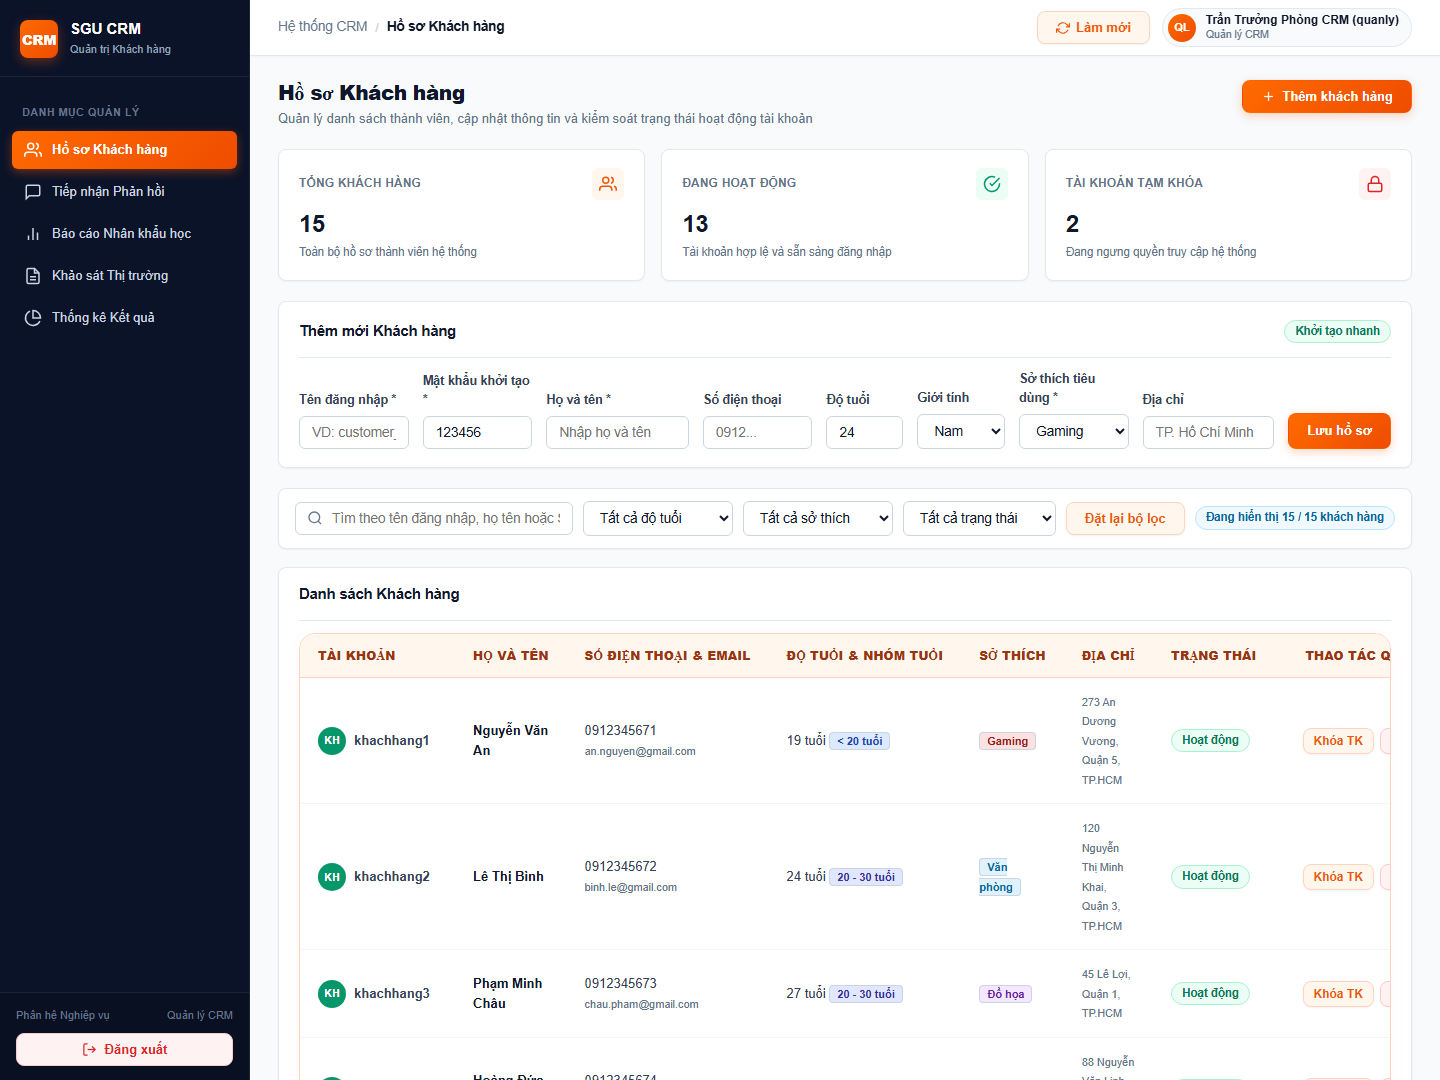 CRM
SGU CRM
Quản trị Khách hàng
DANH MỤC QUẢN LÝ
Hồ sơ Khách hàng
Tiếp nhận Phản hồi
Báo cáo Nhân khẩu học
Khảo sát Thị trường
Thống kê Kết quả
Phân hệ Nghiệp vụ
Quản lý CRM
Đăng xuất
Hệ thống CRM / Hồ sơ Khách hàng
Làm mới
QL
Trần Trưởng Phòng CRM (quanly)
Quản lý CRM
Hồ sơ Khách hàng
Quản lý danh sách thành viên, cập nhật thông tin và kiểm soát trạng thái hoạt động tài khoản
Thêm khách hàng
TỔNG KHÁCH HÀNG
15
Toàn bộ hồ sơ thành viên hệ thống
ĐANG HOẠT ĐỘNG
13
Tài khoản hợp lệ và sẵn sàng đăng nhập
TÀI KHOẢN TẠM KHÓA
2
Đang ngưng quyền truy cập hệ thống
Thêm mới Khách hàng
Khởi tạo nhanh
Tên đăng nhập *
VD: customer_
Mật khẩu khởi tạo
*
123456
Họ và tên *
Nhập họ và tên
Số điện thoại
0912...
Độ tuổi
24
Giới tính
Nam
Sở thích tiêu
dùng *
Gaming
Địa chỉ
TP. Hồ Chí Minh
Lưu hồ sơ
Tìm theo tên đăng nhập, họ tên hoặc
Tất cả độ tuổi
Tất cả sở thích
Tất cả trạng thái
Đặt lại bộ lọc
Đang hiển thị 15 / 15 khách hàng
Danh sách Khách hàng
TÀI KHOẢN
HỌ VÀ TÊN
SỐ ĐIỆN THOẠI & EMAIL
ĐỘ TUỔI & NHÓM TUỔI
SỞ THÍCH
ĐỊA CHỈ
TRẠNG THÁI
THAO TÁC Q
KH
khachhang1
Nguyễn Văn
An
0912345671
an.nguyen@gmail.com
19 tuổi
< 20 tuổi
Gaming
273 An
Dương
Vương,
Quận 5,
TP.HCM
Hoạt động
Khóa TK
KH
khachhang2
Lê Thị Bình
0912345672
binh.le@gmail.com
24 tuổi
20 - 30 tuổi
Văn
phòng
120
Nguyễn
Thị Minh
Khai,
Quận 3,
TP.HCM
Hoạt động
Khóa TK
KH
khachhang3
Phạm Minh
Châu
0912345673
chau.pham@gmail.com
27 tuổi
20 - 30 tuổi
Đồ họa
45 Lê Lợi,
Quận 1,
TP.HCM
Hoạt động
Khóa TK
Hoàng Đức
0912345674
88 Nguyễn
Văn Linh